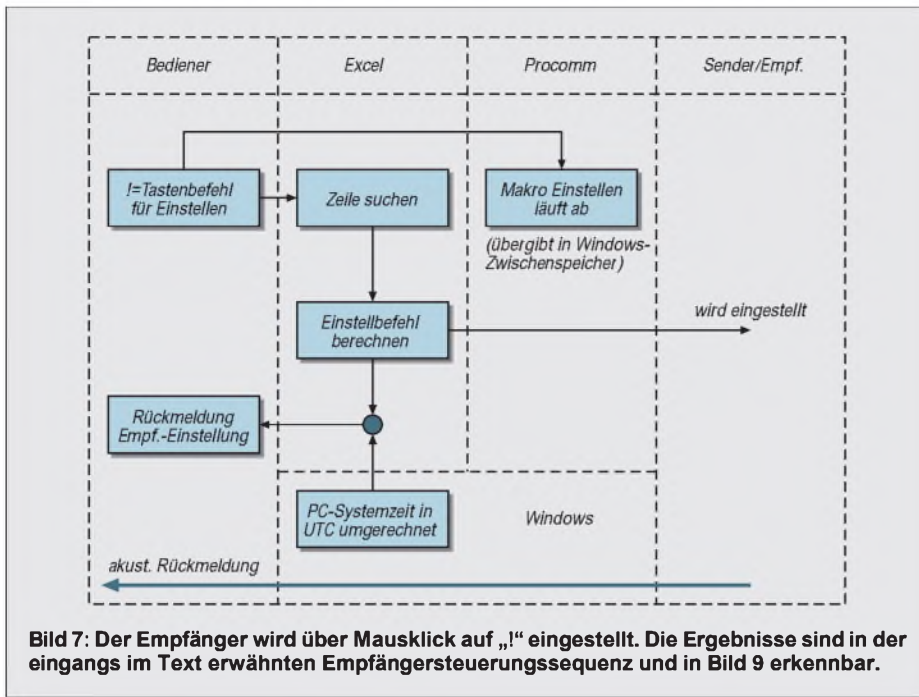 Bediener
Excel
Procomm
Sender/Empf.
!=Tastenbefehl
für Einstellen
Zeile suchen
Makro Einstellen
läuft ab
(übergibt in Windows-
Zwischenspeicher)
Einstellbefehl
berechnen
wird eingestellt
Rückmeldung
Empf.-Einstellung
PC-Systemzeit in
UTC umgerechnet
Windows
akust. Rückmeldung
Bild 7: Der Empfänger wird über Mausklick auf „!“ eingestellt. Die Ergebnisse sind in der
eingangs im Text erwähnten Empfängersteuerungssequenz und in Bild 9 erkennbar.